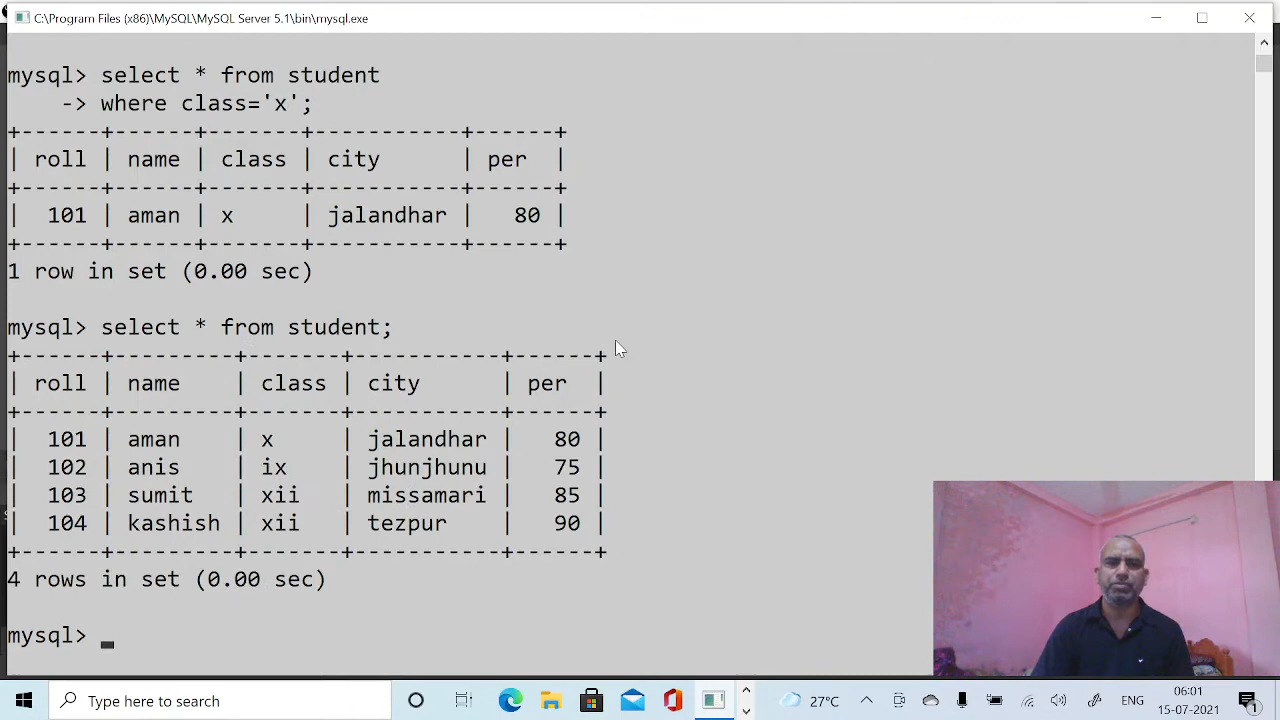 C:\Program Files (x86)\MySQL\MySQL Server 5.1\bin\mysql.exe
mysql> select * from student
    -> where class='x';
+------+------+-------+-----------+------+
| roll | name | class | city      | per  |
+------+------+-------+-----------+------+
|  101 | aman | x     | jalandhar |   80 |
+------+------+-------+-----------+------+
1 row in set (0.00 sec)
mysql> select * from student;
+------+---------+-------+-----------+------+
| roll | name    | class | city      | per  |
+------+---------+-------+-----------+------+
|  101 | aman    | x     | jalandhar |   80 |
|  102 | anis    | ix    | jhunjhunu |   75 |
|  103 | sumit   | xii   | missamari |   85 |
|  104 | kashish | xii   | tezpur    |   90 |
+------+---------+-------+-----------+------+
4 rows in set (0.00 sec)
mysql> _
Type here to search
27°C
ENG
06:01
15-07-2021
1